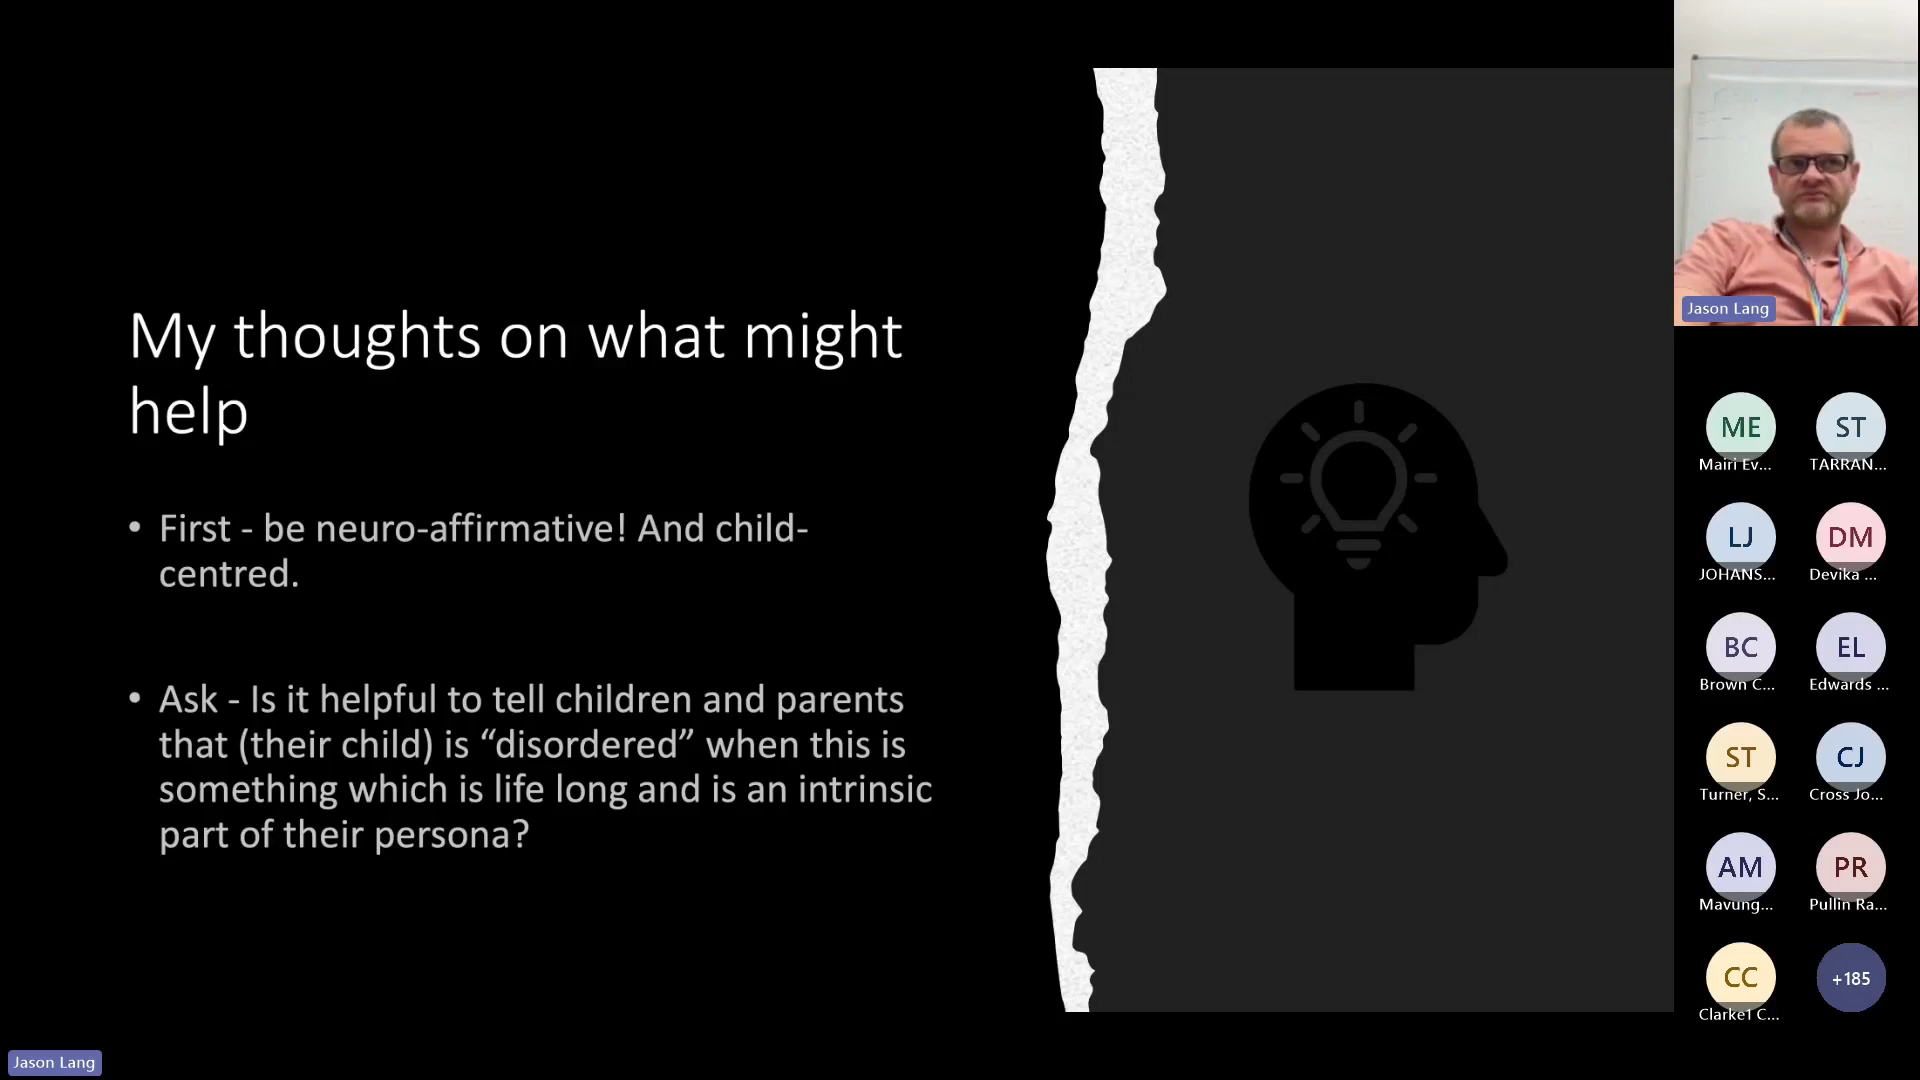 My thoughts on what might
help
• First - be neuro-affirmative! And child-
centred.
• Ask - Is it helpful to tell children and parents
that (their child) is “disordered” when this is
something which is life long and is an intrinsic
part of their persona?
Jason Lang
ME
Mairi Ev...
ST
TARRAN...
LJ
JOHANS...
DM
Devika ...
BC
Brown C...
EL
Edwards ...
ST
Turner, S...
CJ
Cross Jo...
AM
Mavung...
PR
Pullin Ra...
CC
Clarke1 C...
+185
Jason Lang